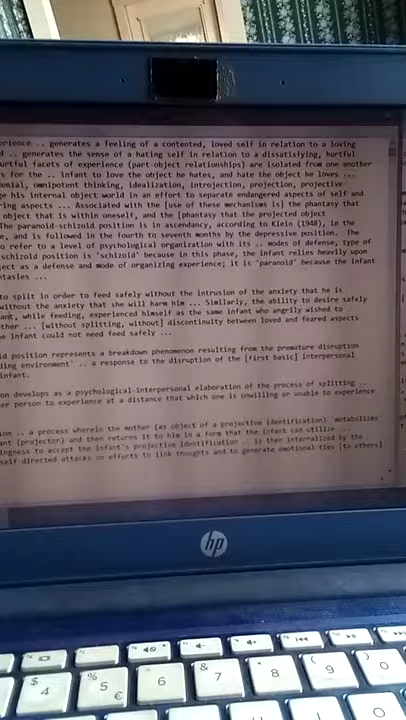 erience .. generates a feeling of a contented, loved self in relation to a loving
d .. generates the sense of a hating self in relation to a dissatisfying, hurtful
urtful facets of experience (part object relationships) are isolated from one another
s for the .. infant to love the object he hates, and hate the object he loves ...
enial, omnipotent thinking, idealization, introjection, projection, projective
ge his internal object world in an effort to separate endangered aspects of self and
ring aspects ... Associated with the [use of these mechanisms is] the phantasy that
object that is within oneself, and the [phantasy that the projected object
The paranoid-schizoid position is in ascendancy, according to Klein (1948), in the
e, and is followed in the fourth to seventh months by the depressive position. The
o refer to a level of psychological organization with its .. modes of defense, type of
schizoid position is 'schizoid' because in this phase, the infant relies heavily upon
ject as a defense and mode of organizing experience; it is 'paranoid' because the infant
ntasies ...
to split in order to feed safely without the intrusion of the anxiety that he is
without the anxiety that she will harm him ... Similarly, the ability to desire safely
ant, while feeding, experienced himself as the same infant who angrily wished to
other ... [without splitting, without] discontinuity between loved and feared aspects
e infant could not feed safely ...
id position represents a breakdown phenomenon resulting from the premature disruption
ding environment' .. a response to the disruption of the [first basic] interpersonal
infant.
on develops as a psychological-interpersonal elaboration of the process of splitting ..
er person to experience at a distance that which one is unwilling or unable to experience
ion .. a process wherein the mother (as object of a projective identification) 'metabolizes'
ant (projector) and then returns it to him in a form that the infant can utilize ...
ingness to accept the infant's projective identification .. is then internalized by the
self-directed attacks on efforts to link thoughts and to generate emotional ties [to others]
hp
$ 4
% 5 €
6
& 7
* 8
( 9
) 0